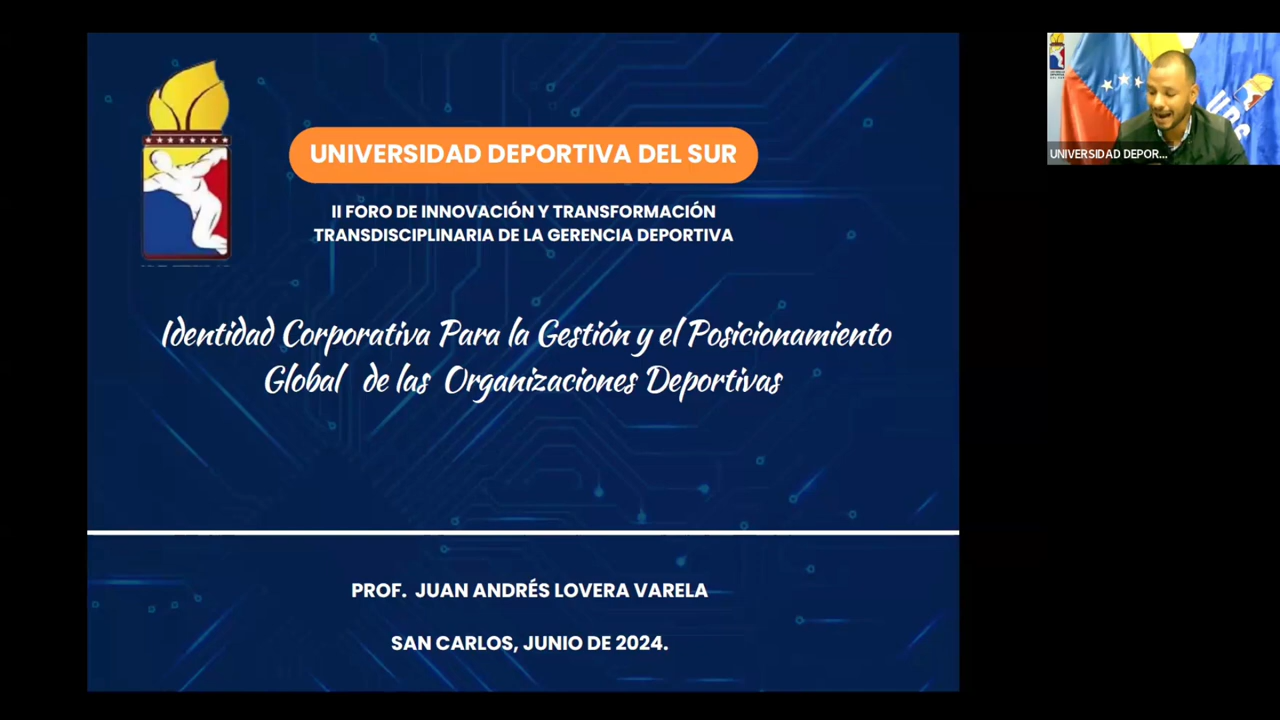 UNIVERSIDAD DEPORTIVA DEL SUR
II FORO DE INNOVACIÓN Y TRANSFORMACIÓN
TRANSDISCIPLINARIA DE LA GERENCIA DEPORTIVA
Identidad Corporativa Para la Gestión y el Posicionamiento
Global de las Organizaciones Deportivas
PROF. JUAN ANDRÉS LOVERA VARELA
SAN CARLOS, JUNIO DE 2024.
UDS
UNIVERSIDAD DEPOR...